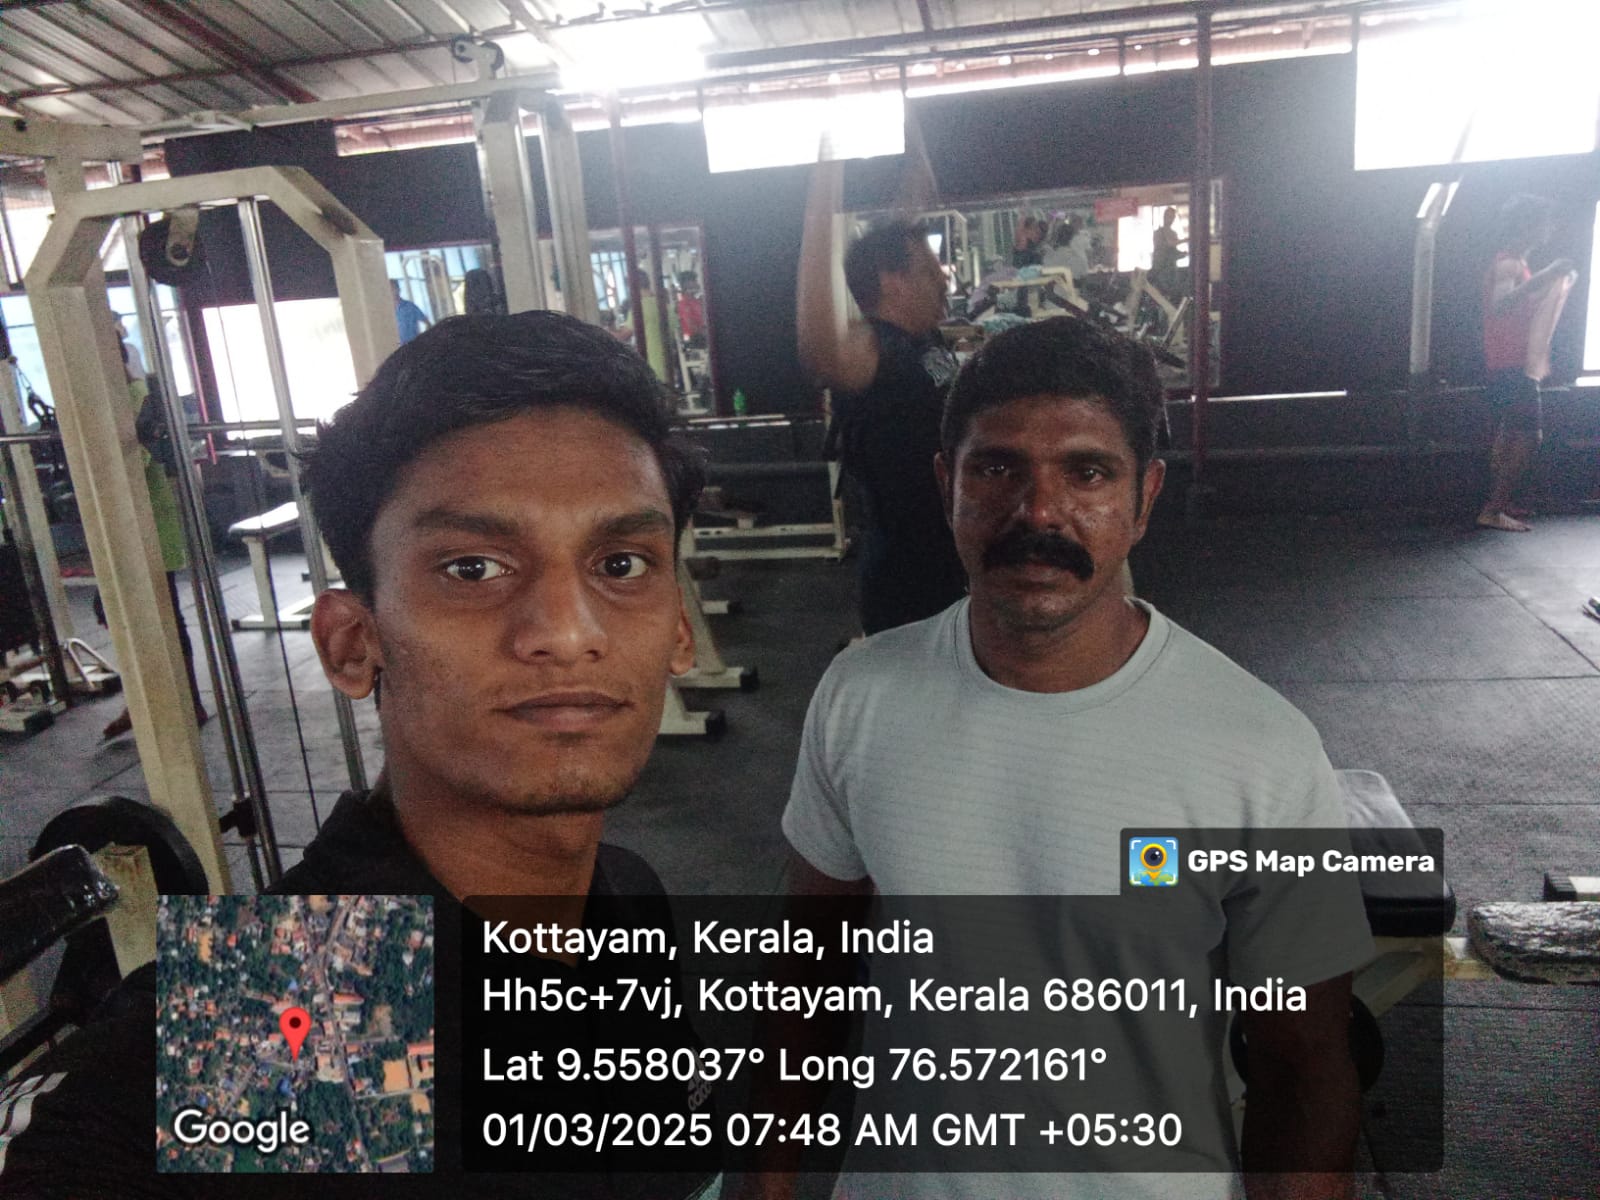 GPS Map Camera
Kottayam, Kerala, India
Hh5c+7vj, Kottayam, Kerala 686011, India
Lat 9.558037° Long 76.572161°
01/03/2025 07:48 AM GMT +05:30
Google
adidas